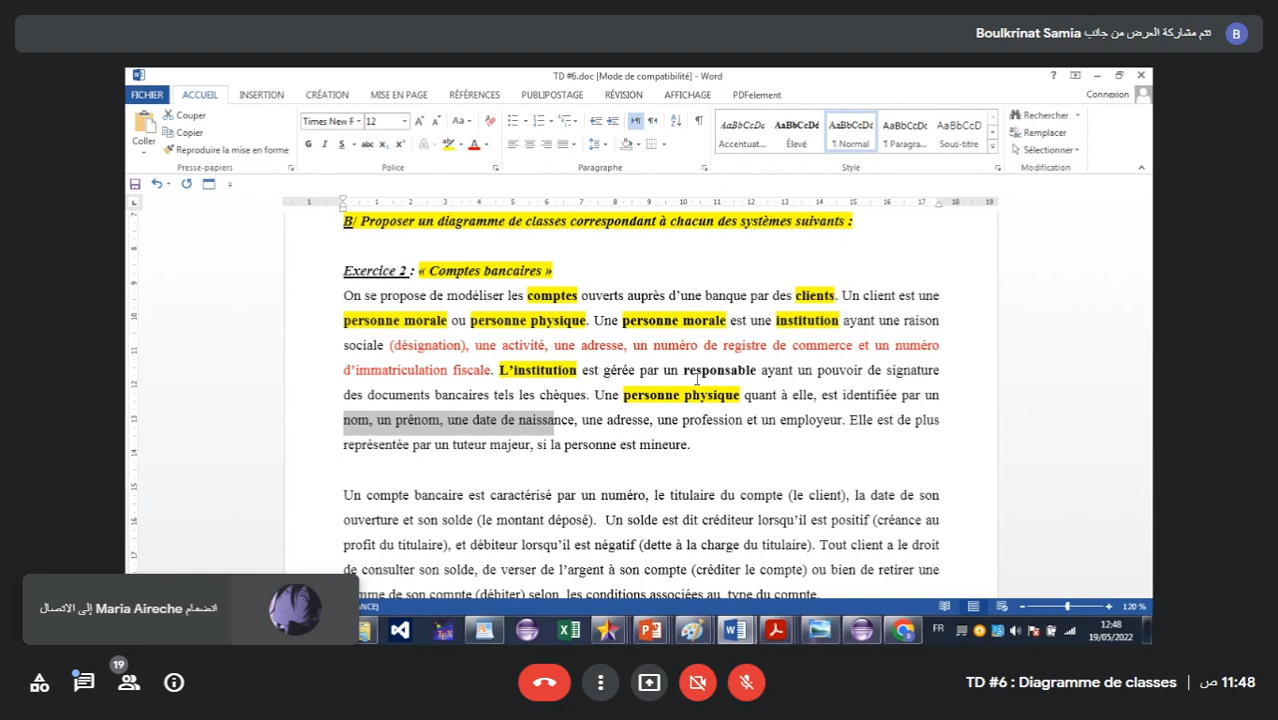 تتم مشاركة العرض من جانب Boulkrinat Samia
B
TD #6.doc [Mode de compatibilité] - Word
FICHIER ACCUEIL INSERTION CRÉATION MISE EN PAGE RÉFÉRENCES PUBLIPOSTAGE RÉVISION AFFICHAGE PDFelement Connexion
Coller
Couper
Copier
Reproduire la mise en forme
Presse-papiers
Times New F 12
Police
Paragraphe
AaBbCcDc AaBbCcDc AaBbCcDc AaBbCcDc AaBbCcD
Accentuat... Élevé ¶ Normal ¶ Paragra... Sous-titre
Style
Rechercher
Remplacer
Sélectionner
Modification
B/ Proposer un diagramme de classes correspondant à chacun des systèmes suivants :
Exercice 2 : « Comptes bancaires »
On se propose de modéliser les comptes ouverts auprès d’une banque par des clients. Un client est une
personne morale ou personne physique. Une personne morale est une institution ayant une raison
sociale (désignation), une activité, une adresse, un numéro de registre de commerce et un numéro
d’immatriculation fiscale. L’institution est gérée par un responsable ayant un pouvoir de signature
des documents bancaires tels les chèques. Une personne physique quant à elle, est identifiée par un
nom, un prénom, une date de naissance, une adresse, une profession et un employeur. Elle est de plus
représentée par un tuteur majeur, si la personne est mineure.
Un compte bancaire est caractérisé par un numéro, le titulaire du compte (le client), la date de son
ouverture et son solde (le montant déposé). Un solde est dit créditeur lorsqu’il est positif (créance au
profit du titulaire), et débiteur lorsqu’il est négatif (dette à la charge du titulaire). Tout client a le droit
de consulter son solde, de verser de l’argent à son compte (créditer le compte) ou bien de retirer une
somme de son compte (débiter) selon les conditions associées au type du compte.
انضمام Maria Aireche إلى الاتصال
120 %
FR
12:48
19/05/2022
19
TD #6 : Diagramme de classes | 11:48 ص